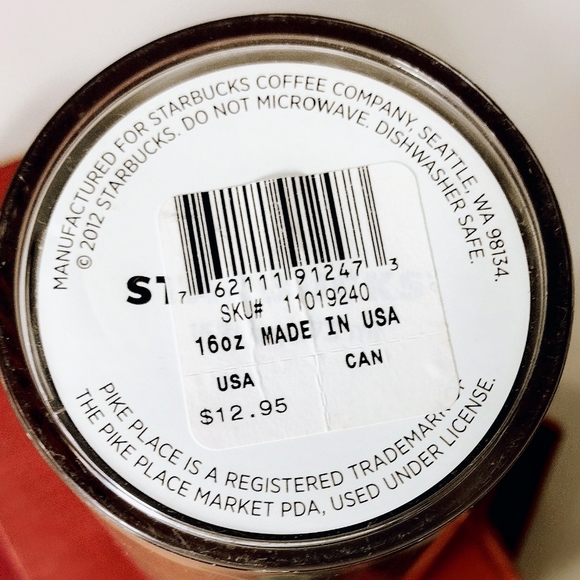 MANUFACTURED FOR STARBUCKS COFFEE COMPANY, SEATTLE, WA 98134.
© 2012 STARBUCKS. DO NOT MICROWAVE. DISHWASHER SAFE.
7 62111 91247 3
SKU# 11019240
16oz MADE IN USA
USA CAN
$12.95
PIKE PLACE IS A REGISTERED TRADEMARK OF
THE PIKE PLACE MARKET PDA, USED UNDER LICENSE.